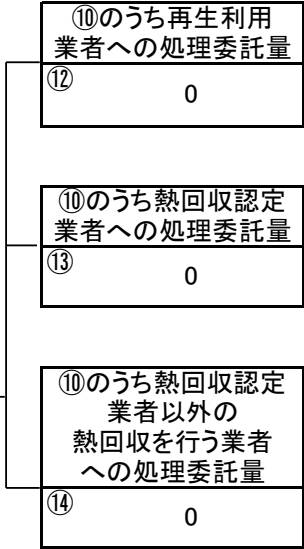 ⑩のうち再生利用
業者への処理委託量
⑫
0
⑩のうち熱回収認定
業者への処理委託量
⑬
0
⑩のうち熱回収認定
業者以外の
熱回収を行う業者
への処理委託量
⑭
0